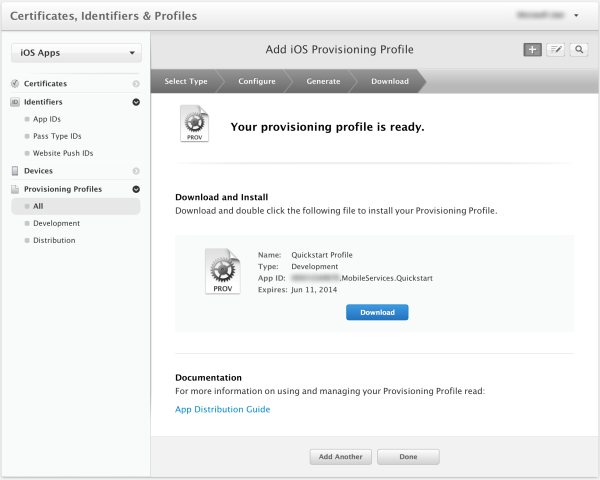 Certificates, Identifiers & Profiles
iOS Apps
Add iOS Provisioning Profile
Select Type
Configure
Generate
Download
Certificates
Identifiers
App IDs
Pass Type IDs
Website Push IDs
Devices
Provisioning Profiles
All
Development
Distribution
PROV
Your provisioning profile is ready.
Download and Install
Download and double click the following file to install your Provisioning Profile.
PROV
Name: Quickstart Profile
Type: Development
App ID: .MobileServices.Quickstart
Expires: Jun 11, 2014
Download
Documentation
For more information on using and managing your Provisioning Profile read:
App Distribution Guide
Add Another
Done